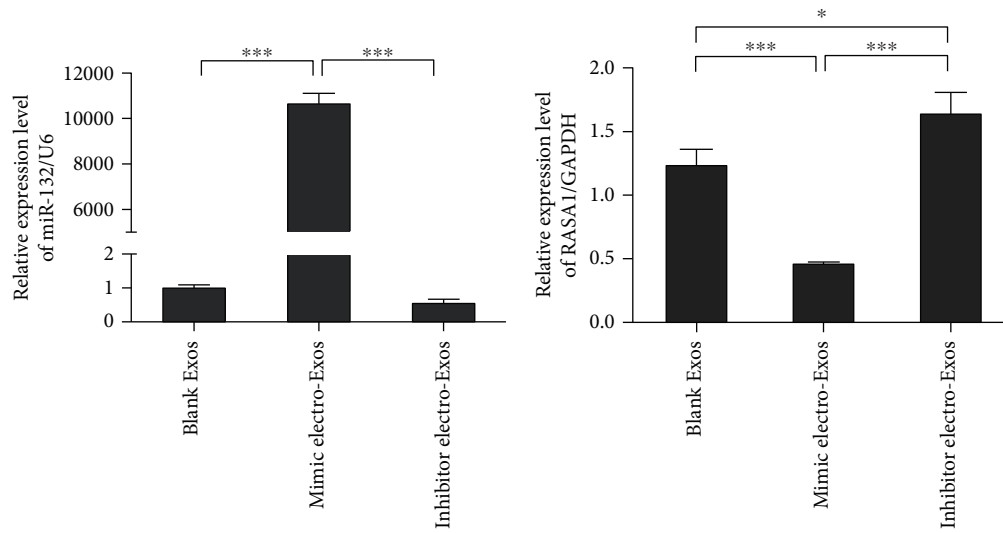 *** ***
Relative expression level
of miR-132/U6
12000
10000
8000
6000
2
1
0
Blank Exos
Mimic electro-Exos
Inhibitor electro-Exos
*
*** ***
Relative expression level
of RASA1/GAPDH
2.0
1.5
1.0
0.5
0.0
Blank Exos
Mimic electro-Exos
Inhibitor electro-Exos